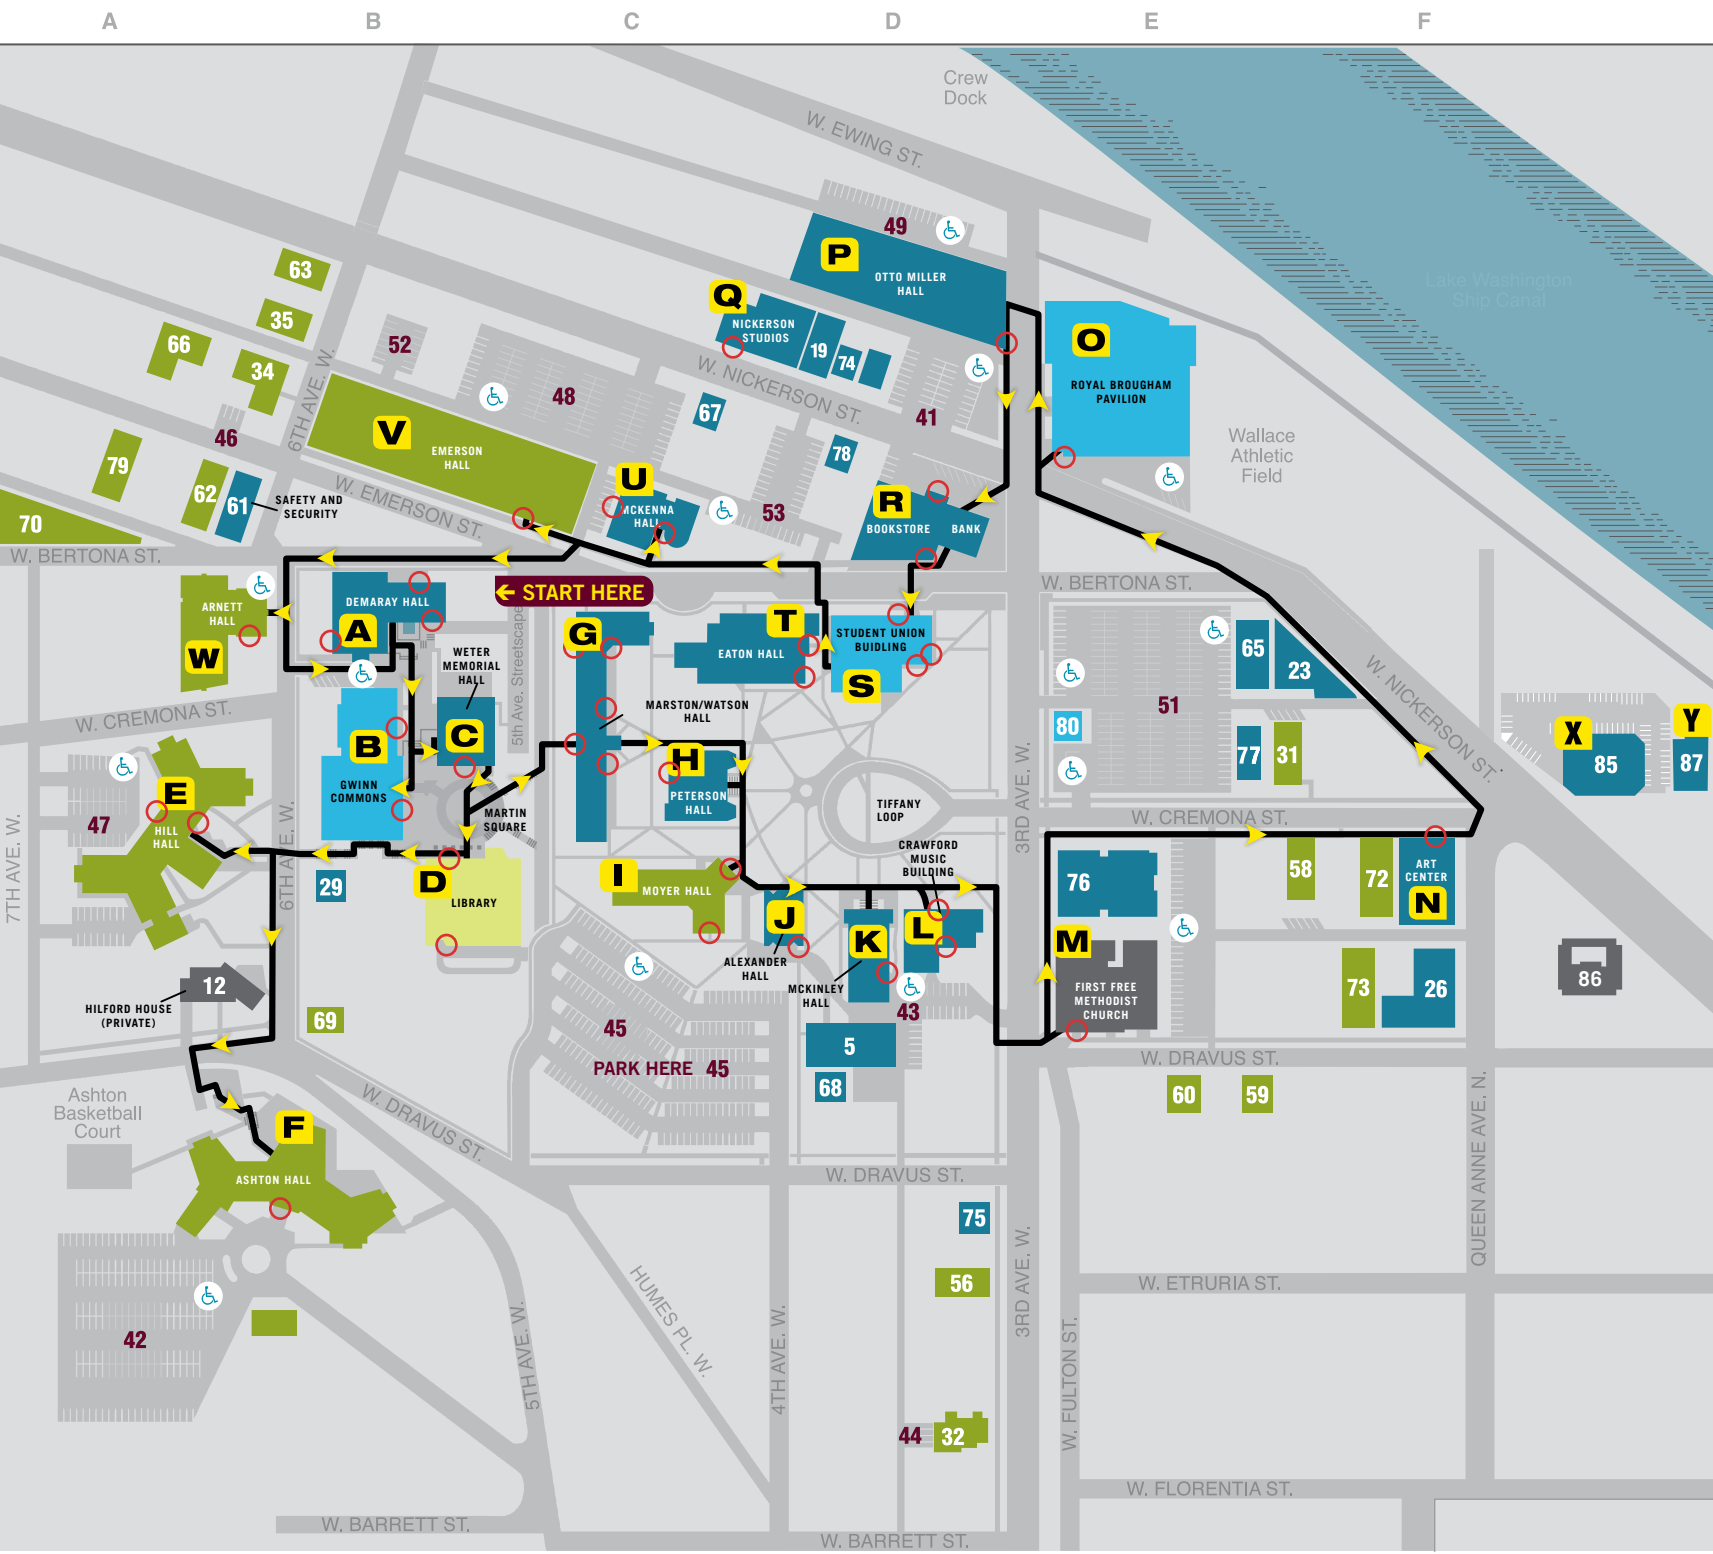 A B C D E F
Crew
Dock
W. EWING ST.
49
P
OTTO MILLER
HALL
63
Lake Washington
Ship Canal
Q
NICKERSON
STUDIOS
19
74
35
66
52
34
O
ROYAL BROUGHAM
PAVILION
6TH AVE. W.
W. NICKERSON ST.
48
67
41
46
V
EMERSON
HALL
78
Wallace
Athletic
Field
79
62
61
SAFETY AND
SECURITY
W. EMERSON ST.
U
MCKENNA
HALL
53
R
BOOKSTORE
BANK
70
W. BERTONA ST.
W. BERTONA ST.
START HERE
ARNETT
HALL
W
DEMARAY HALL
A
5th Ave. Streetscape
G
T
EATON HALL
STUDENT UNION
BUIDLING
S
65
23
W. NICKERSON ST.
WETER
MEMORIAL
HALL
W. CREMONA ST.
C
B
GWINN
COMMONS
MARSTON/WATSON
HALL
51
80
77
31
X
85
Y
87
H
PETERSON
HALL
3RD AVE. W.
E
HILL
HALL
47
7TH AVE. W.
6TH AVE. W.
MARTIN
SQUARE
TIFFANY
LOOP
W. CREMONA ST.
29
D
LIBRARY
I
MOYER HALL
CRAWFORD
MUSIC
BUILDING
76
58
72
ART
CENTER
N
J
ALEXANDER
HALL
K
MCKINLEY
HALL
L
M
FIRST FREE
METHODIST
CHURCH
12
HILFORD HOUSE
(PRIVATE)
69
45
43
73
26
86
PARK HERE 45
5
68
W. DRAVUS ST.
60
59
Ashton
Basketball
Court
W. DRAVUS ST.
F
ASHTON HALL
W. DRAVUS ST.
QUEEN ANNE AVE. N.
75
3RD AVE. W.
56
W. ETRURIA ST.
HUMES PL. W.
42
5TH AVE. W.
4TH AVE. W.
W. FULTON ST.
44
32
W. FLORENTIA ST.
W. BARRETT ST.
W. BARRETT ST.